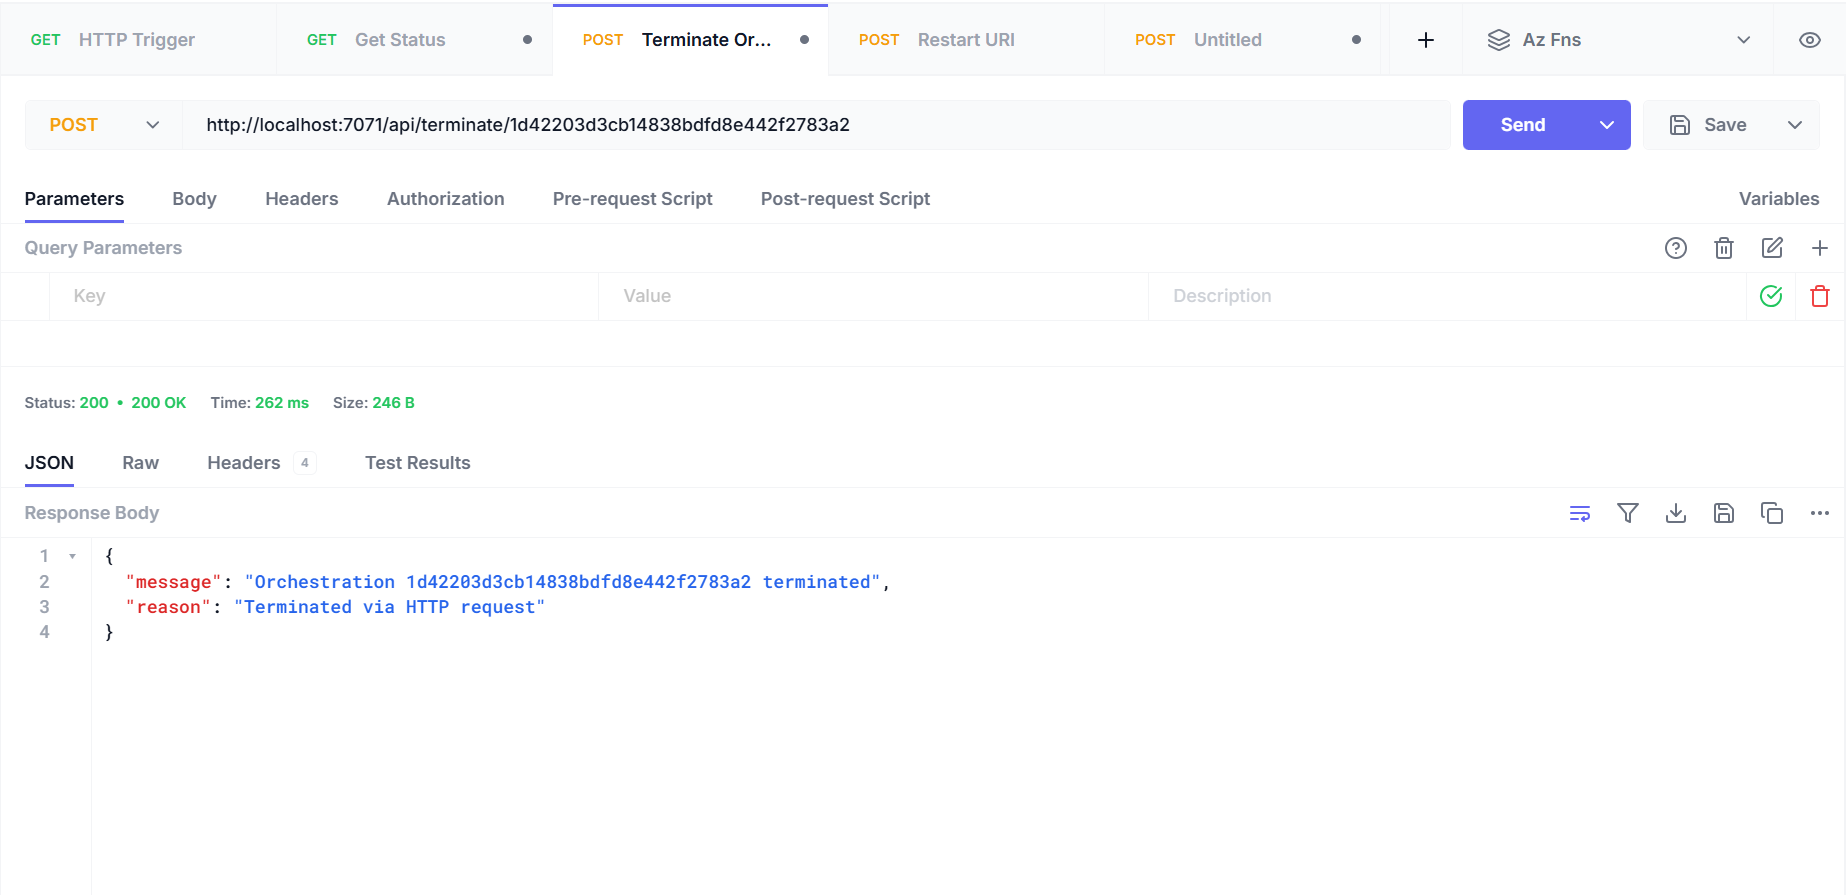 GET HTTP Trigger GET Get Status POST Terminate Or... POST Restart URI POST Untitled Az Fns
POST http://localhost:7071/api/terminate/1d42203d3cb14838bdfd8e442f2783a2 Send Save
Parameters Body Headers Authorization Pre-request Script Post-request Script Variables
Query Parameters
Key Value Description
Status: 200 • 200 OK Time: 262 ms Size: 246 B
JSON Raw Headers 4 Test Results
Response Body
1 {
2 "message": "Orchestration 1d42203d3cb14838bdfd8e442f2783a2 terminated",
3 "reason": "Terminated via HTTP request"
4 }